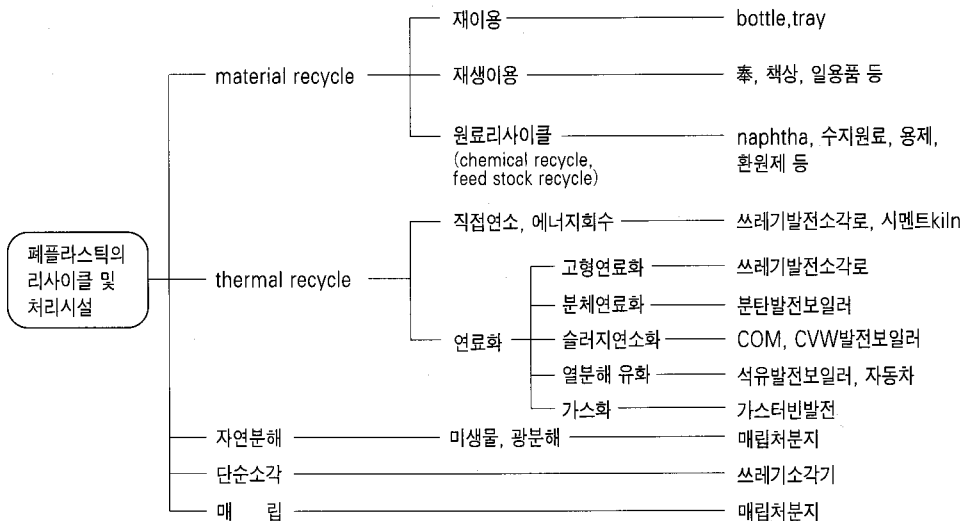 폐플라스틱의
리사이클 및
처리시설
material recycle
재이용
bottle,tray
재생이용
奉, 책상, 일용품 등
원료리사이클
(chemical recycle,
feed stock recycle)
naphtha, 수지원료, 용제,
환원제 등
thermal recycle
직접연소, 에너지회수
쓰레기발전소각로, 시멘트kiln
연료화
고형연료화
쓰레기발전소각로
분체연료화
분탄발전보일러
슬러지연소화
COM, CVW발전보일러
열분해 유화
석유발전보일러, 자동차
가스화
가스터빈발전
자연분해
미생물, 광분해
매립처분지
단순소각
쓰레기소각기
매 립
매립처분지